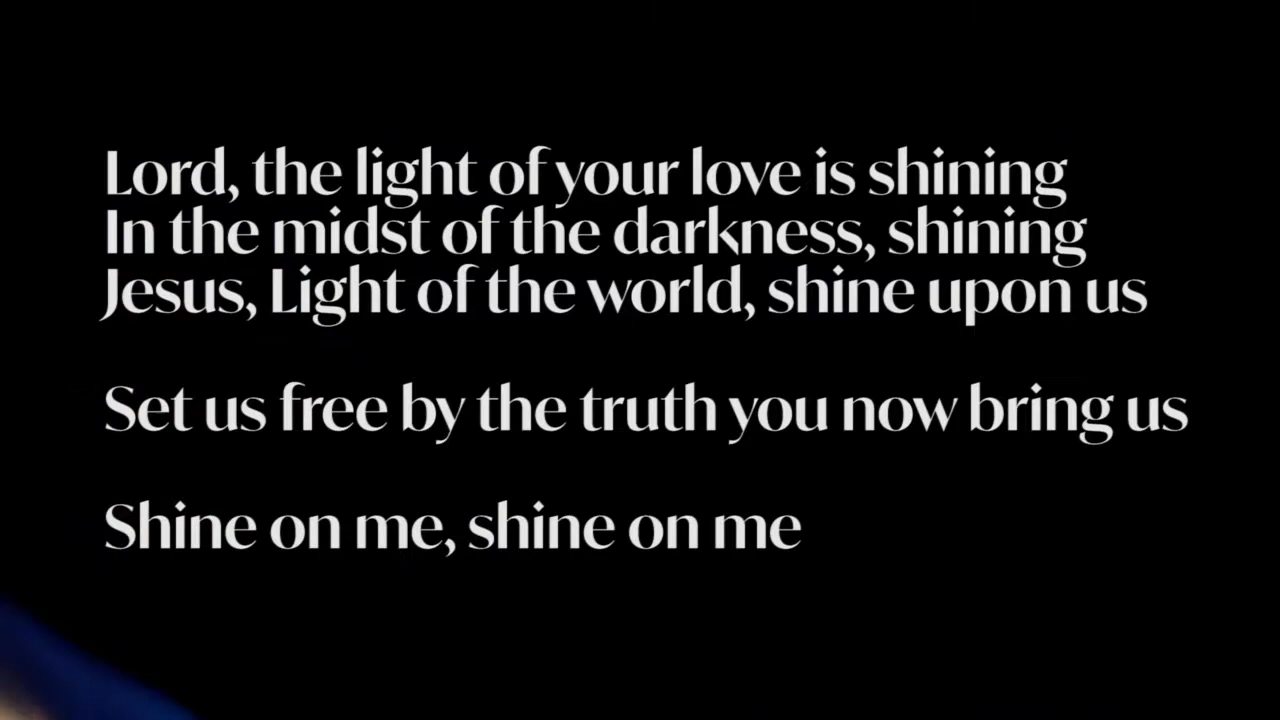 Lord, the light of your love is shining
In the midst of the darkness, shining
Jesus, Light of the world, shine upon us
Set us free by the truth you now bring us
Shine on me, shine on me